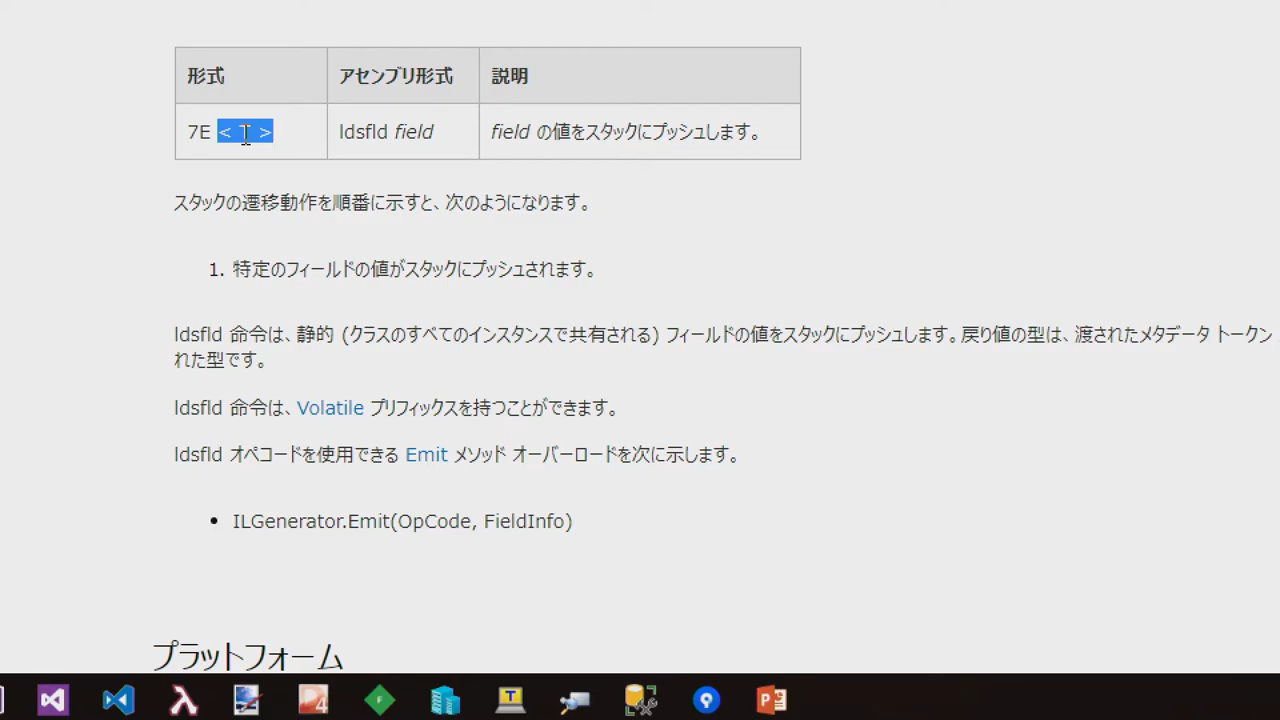 形式 アセンブリ形式 説明
7E < T > ldsfld field field の値をスタックにプッシュします。
スタックの遷移動作を順番に示すと、次のようになります。
1. 特定のフィールドの値がスタックにプッシュされます。
ldsfld 命令は、静的 (クラスのすべてのインスタンスで共有される) フィールドの値をスタックにプッシュします。戻り値の型は、渡されたメタデータ トークン
れた型です。
ldsfld 命令は、Volatile プリフィックスを持つことができます。
ldsfld オペコードを使用できる Emit メソッド オーバーロードを次に示します。
• ILGenerator.Emit(OpCode, FieldInfo)
プラットフォーム